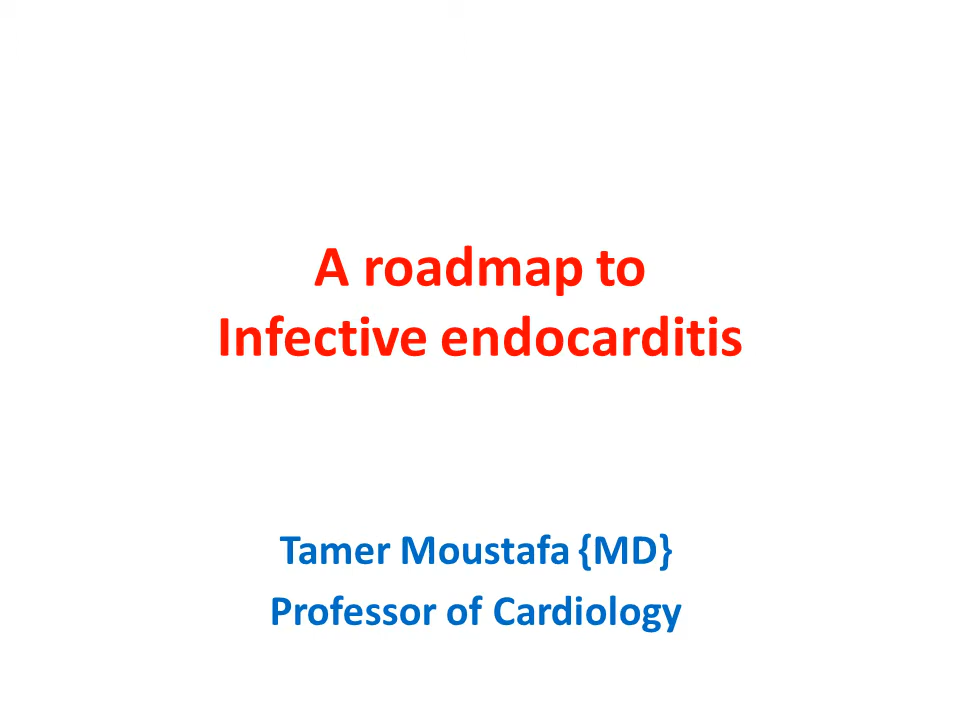 A roadmap to
Infective endocarditis
Tamer Moustafa {MD}
Professor of Cardiology